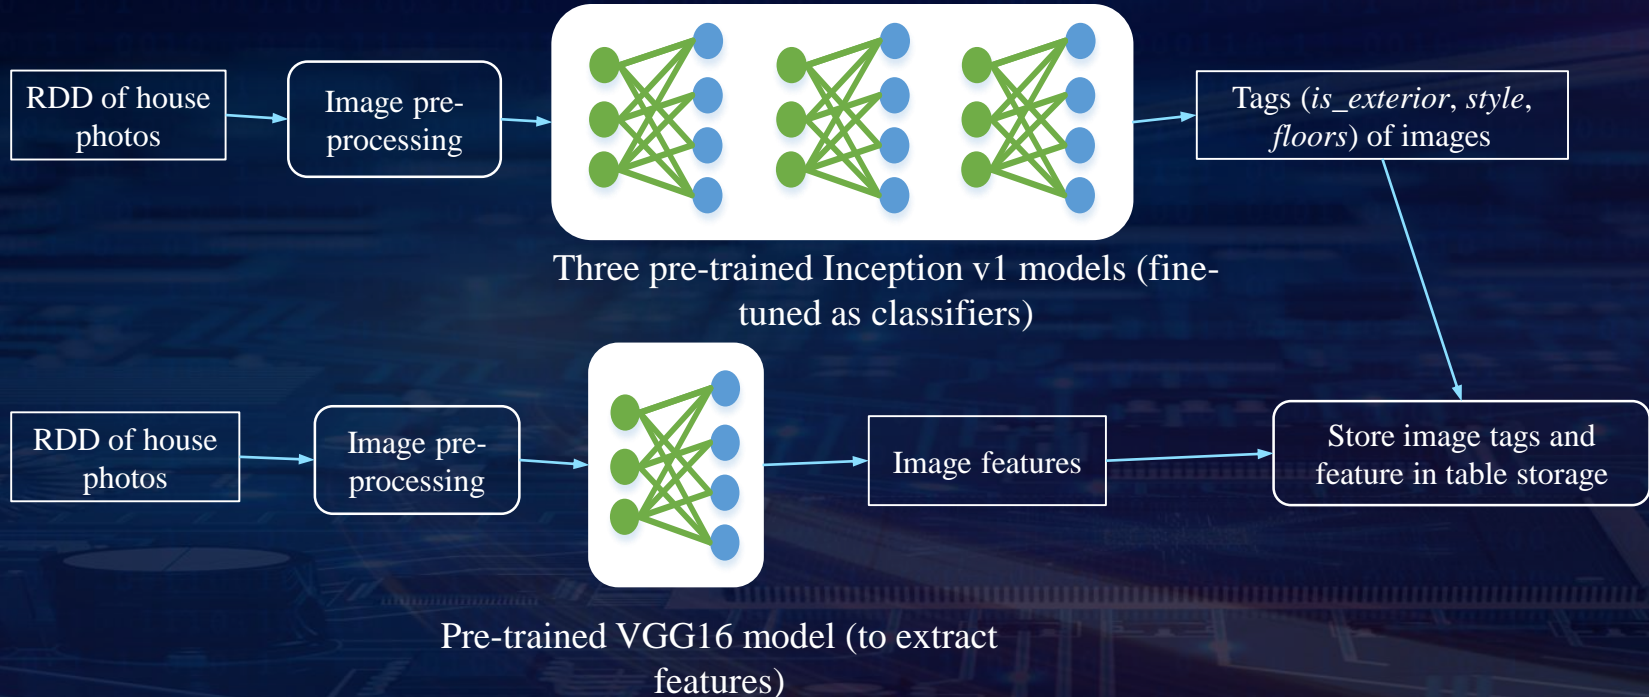 RDD of house
photos
Image pre-
processing
Tags (is_exterior, style,
floors) of images
Three pre-trained Inception v1 models (fine-
tuned as classifiers)
RDD of house
photos
Image pre-
processing
Image features
Store image tags and
feature in table storage
Pre-trained VGG16 model (to extract
features)